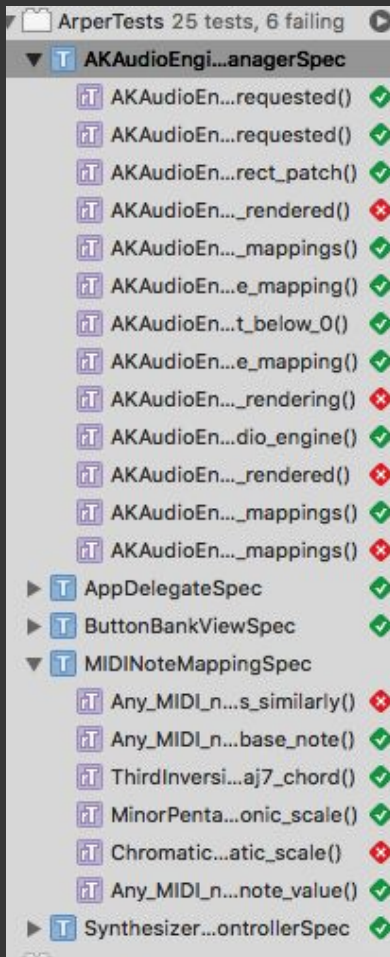 ArperTests 25 tests, 6 failing
T AKAudioEngi...anagerSpec
T AKAudioEn...requested()
T AKAudioEn...requested()
T AKAudioEn...rect_patch()
T AKAudioEn..._rendered()
T AKAudioEn..._mappings()
T AKAudioEn...e_mapping()
T AKAudioEn...t_below_0()
T AKAudioEn...e_mapping()
T AKAudioEn..._rendering()
T AKAudioEn...dio_engine()
T AKAudioEn..._rendered()
T AKAudioEn..._mappings()
T AKAudioEn..._mappings()
T AppDelegateSpec
T ButtonBankViewSpec
T MIDINoteMappingSpec
T Any_MIDI_n...s_similarly()
T Any_MIDI_n...base_note()
T ThirdInversi...aj7_chord()
T MinorPenta...onic_scale()
T Chromatic...atic_scale()
T Any_MIDI_n...note_value()
T Synthesizer...ontrollerSpec